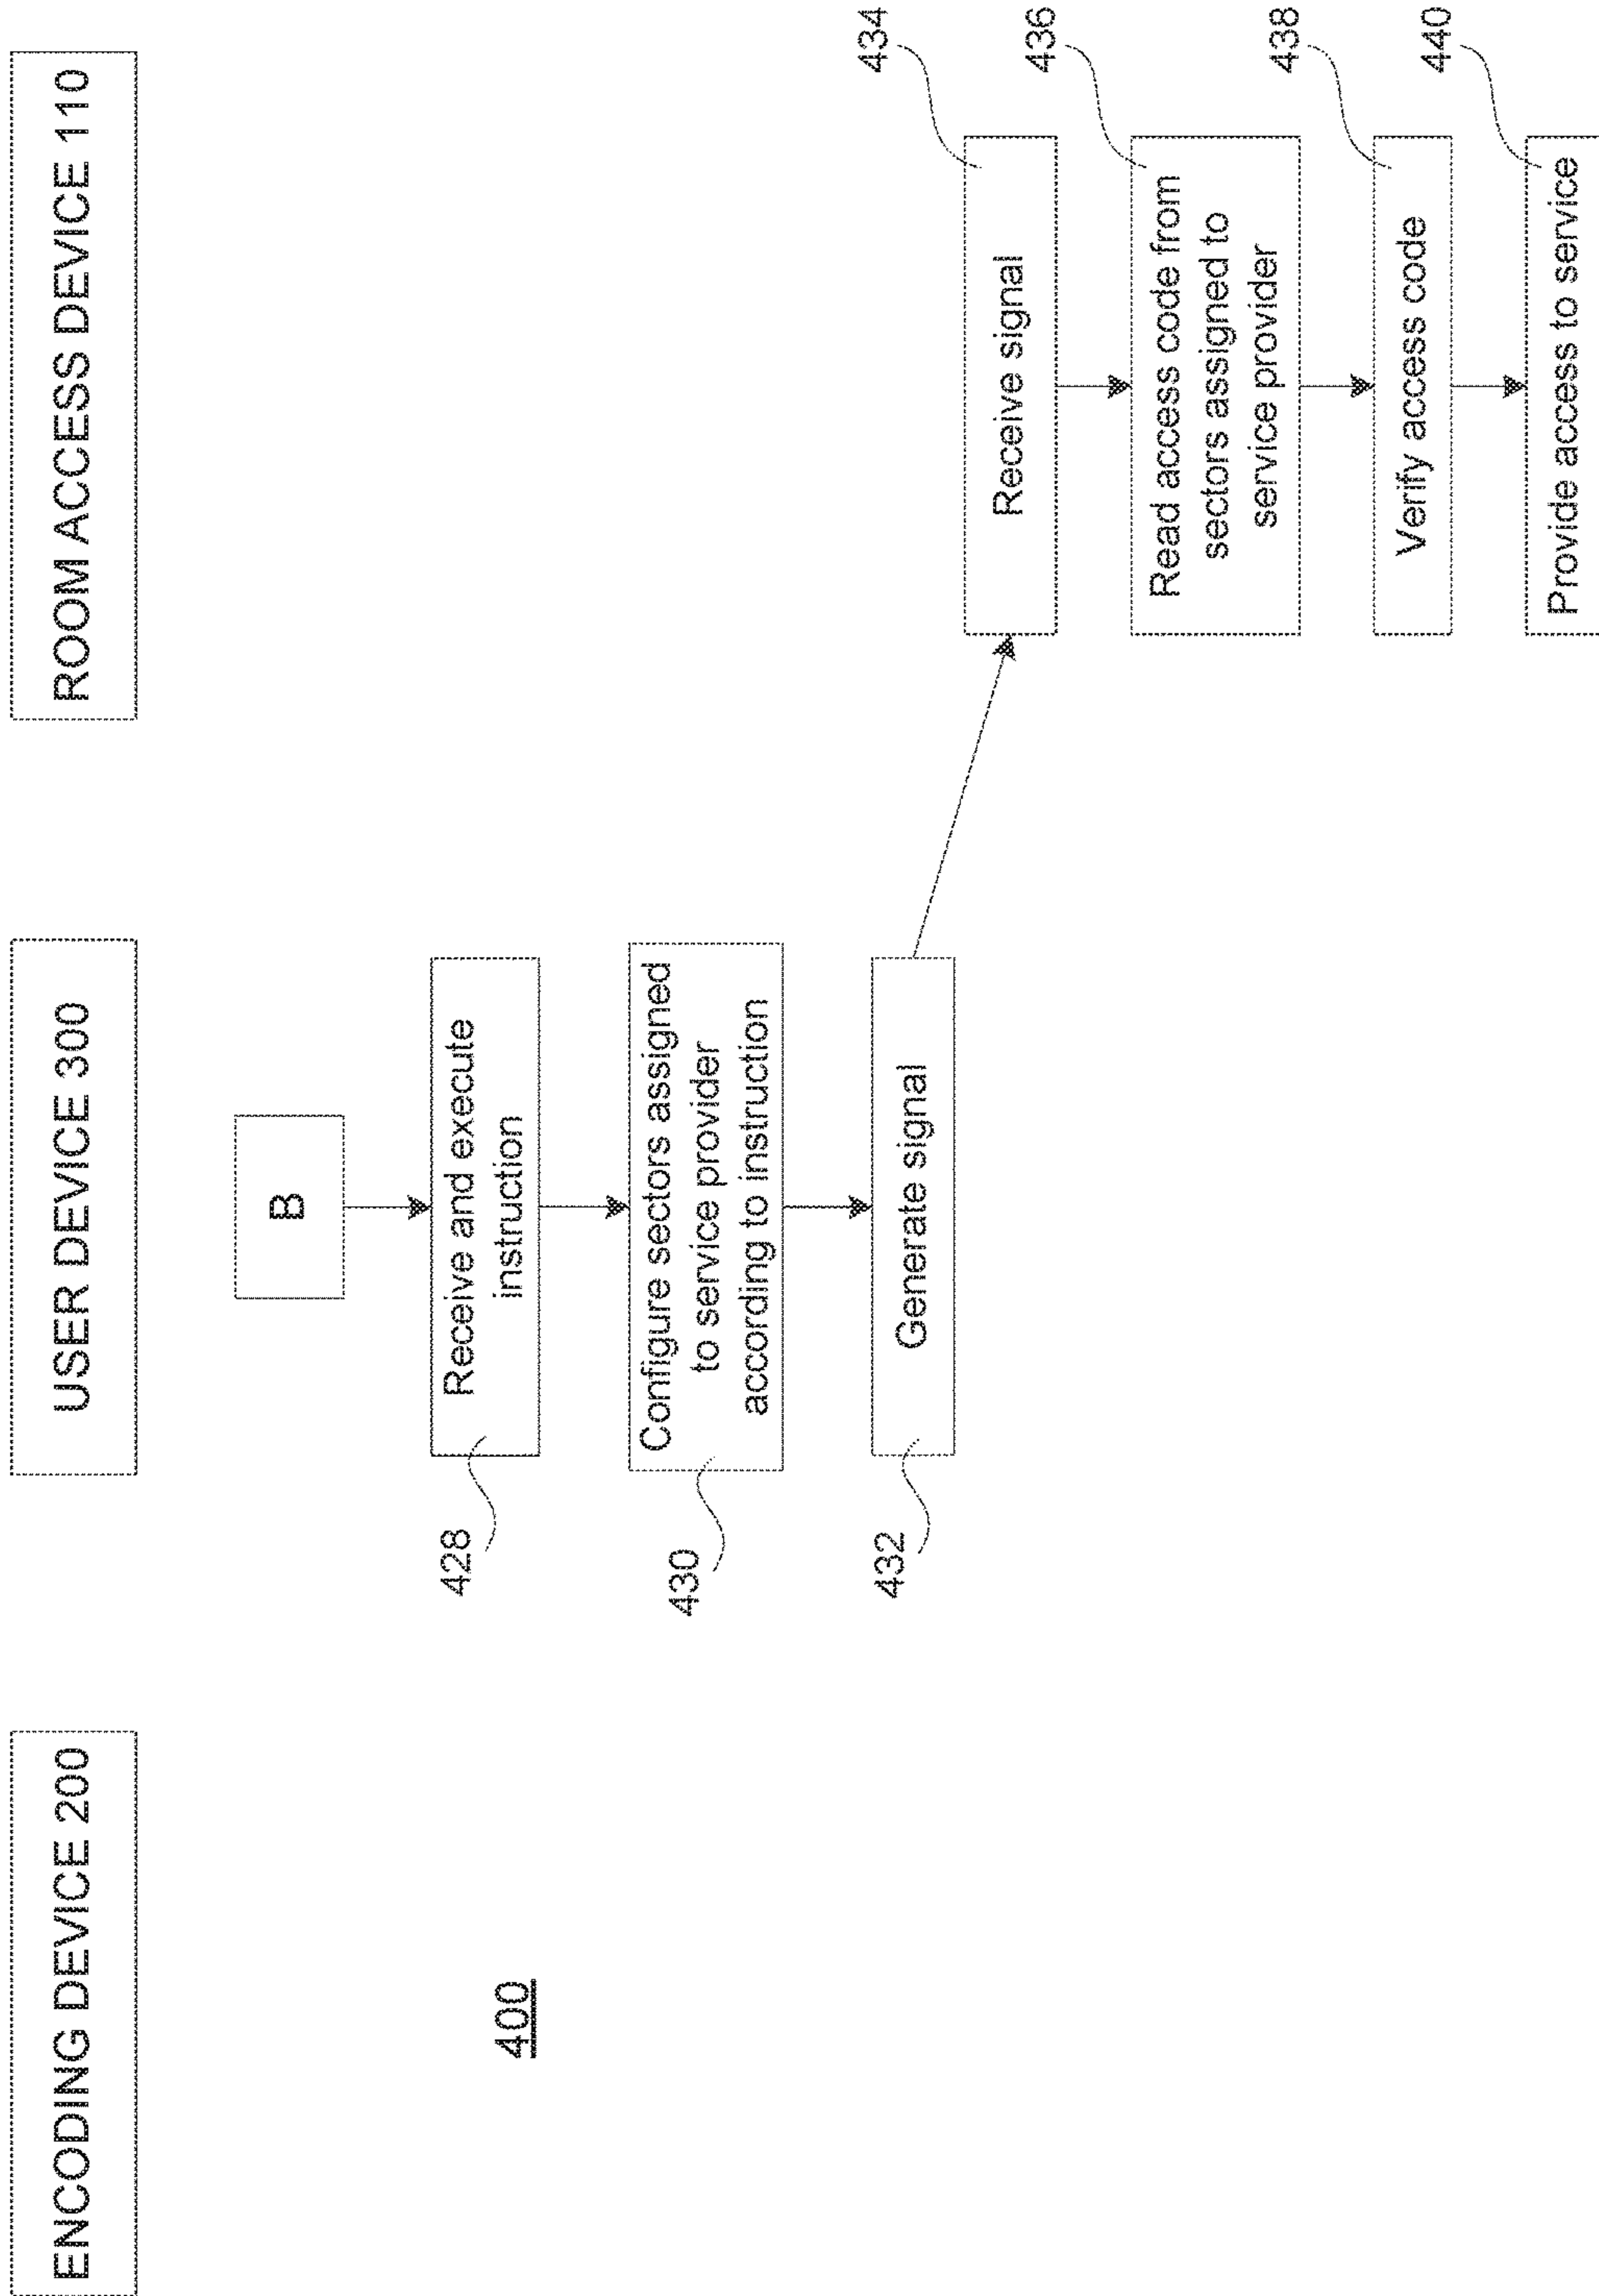 ENCODING DEVICE 200
USER DEVICE 300
ROOM ACCESS DEVICE 110
400
B
428
Receive and execute
instruction
430
Configure sectors assigned
to service provider
according to instruction
432
Generate signal
434
Receive signal
436
Read access code from
sectors assigned to
service provider
438
Verify access code
440
Provide access to service